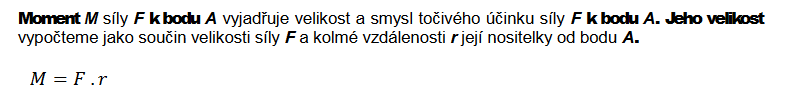 Moment M síly F k bodu A vyjadřuje velikost a smysl točivého účinku síly F k bodu A. Jeho velikost
vypočteme jako součin velikosti síly F a kolmé vzdálenosti r její nositelky od bodu A.
M = F . r